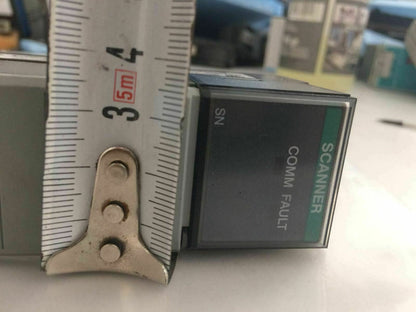 SCANNER
COMM FAULT
SN
3 5m 4